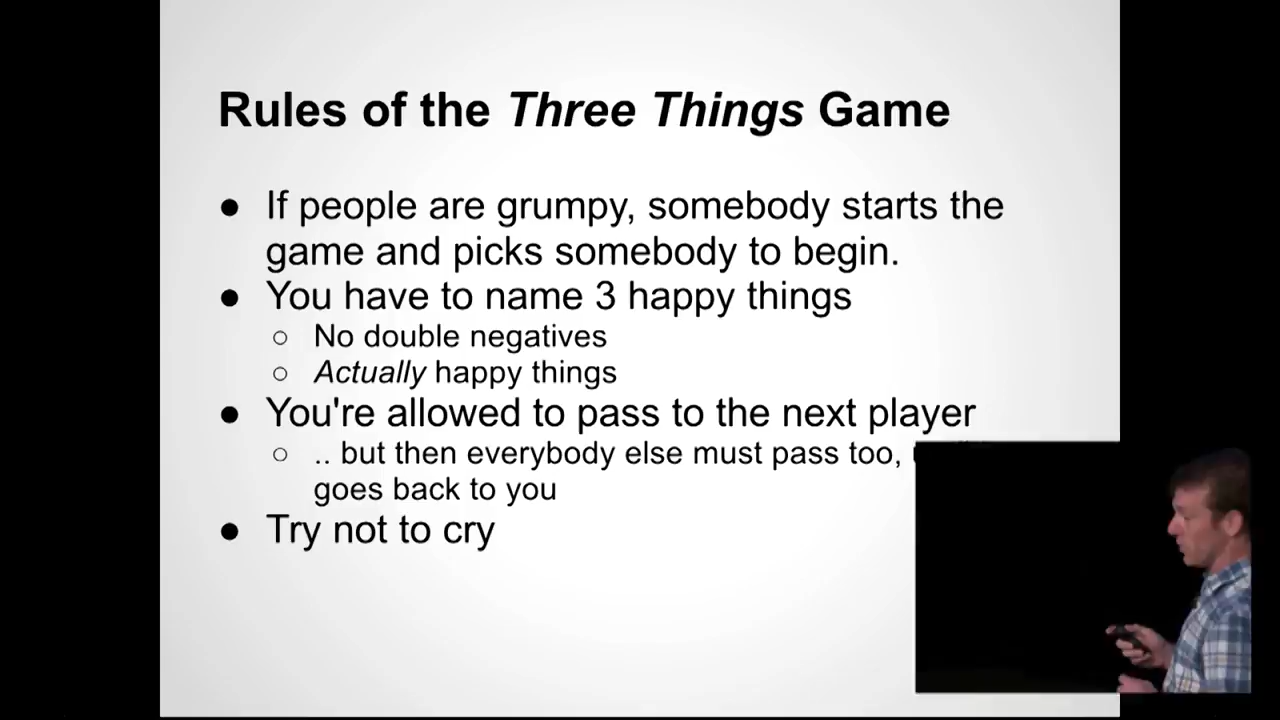 Rules of the Three Things Game
● If people are grumpy, somebody starts the
game and picks somebody to begin.
● You have to name 3 happy things
○ No double negatives
○ Actually happy things
● You're allowed to pass to the next player
○ .. but then everybody else must pass too,
goes back to you
● Try not to cry